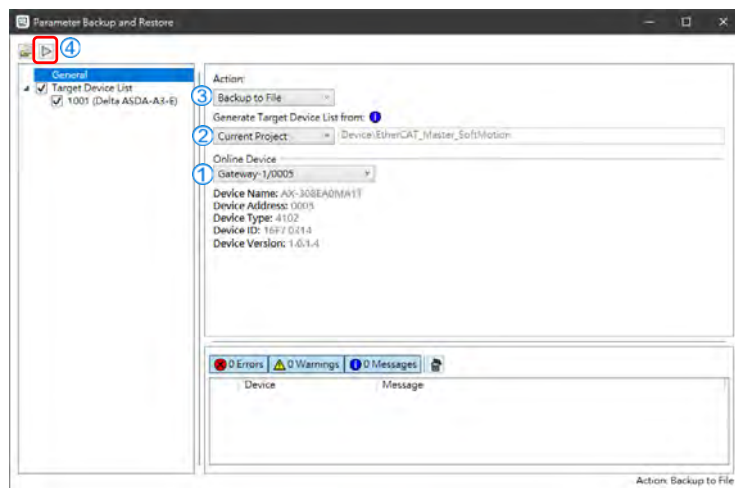 Parameter Backup and Restore
④
General
Target Device List
1001 (Delta ASDA-A3-E)
Action:
③ Backup to File
Generate Target Device List from:
② Current Project Device\EtherCAT_Master_SoftMotion
Online Device
① Gateway-1/0005
Device Name: AX-308EA0MA1T
Device Address: 0005
Device Type: 4102
Device ID: 16F7 0314
Device Version: 1.0.1.4
0 Errors 0 Warnings 0 Messages
Device Message
Action: Backup to File